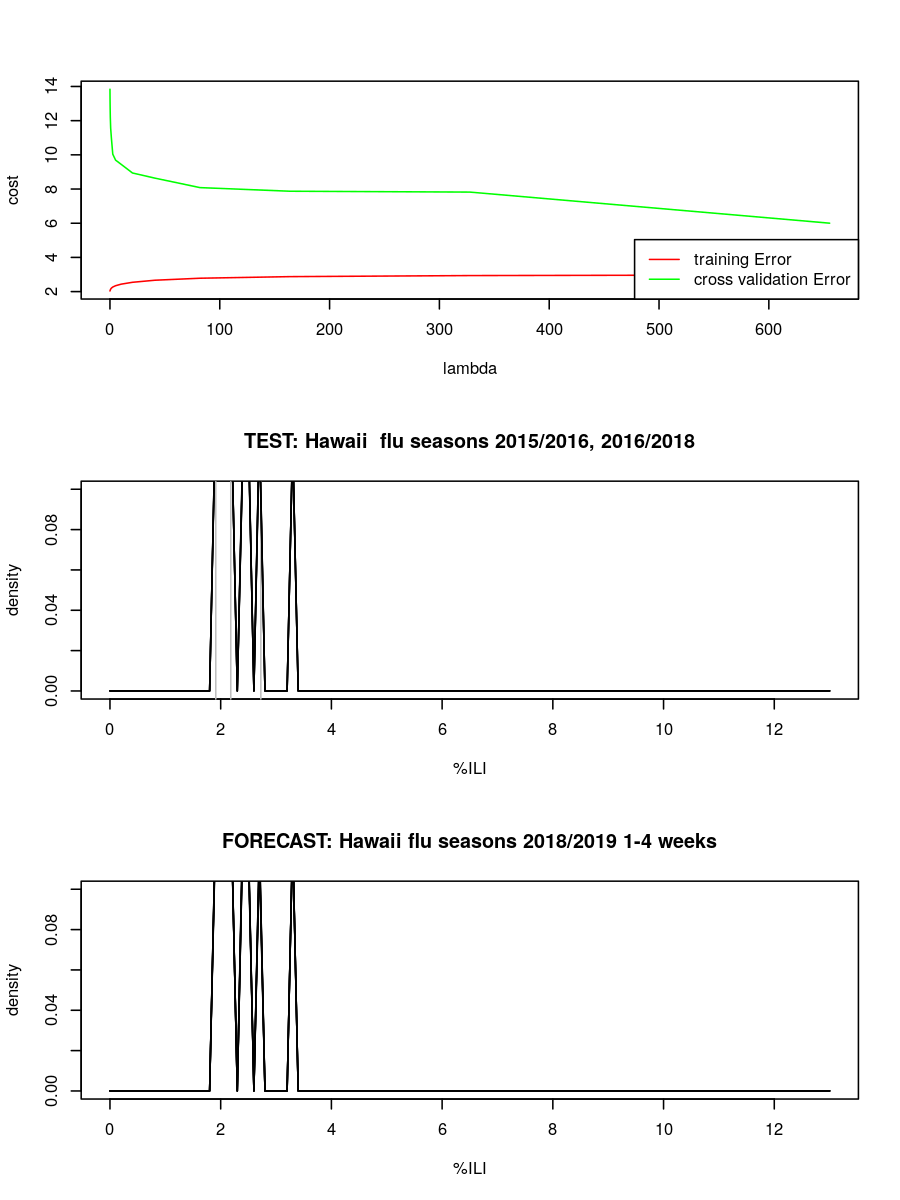 14
12
10
8
6
4
2
cost
training Error
cross validation Error
0 100 200 300 400 500 600
lambda
TEST: Hawaii  flu seasons 2015/2016, 2016/2018
0.08
0.04
0.00
density
0 2 4 6 8 10 12
%ILI
FORECAST: Hawaii flu seasons 2018/2019 1-4 weeks
0.08
0.04
0.00
density
0 2 4 6 8 10 12
%ILI